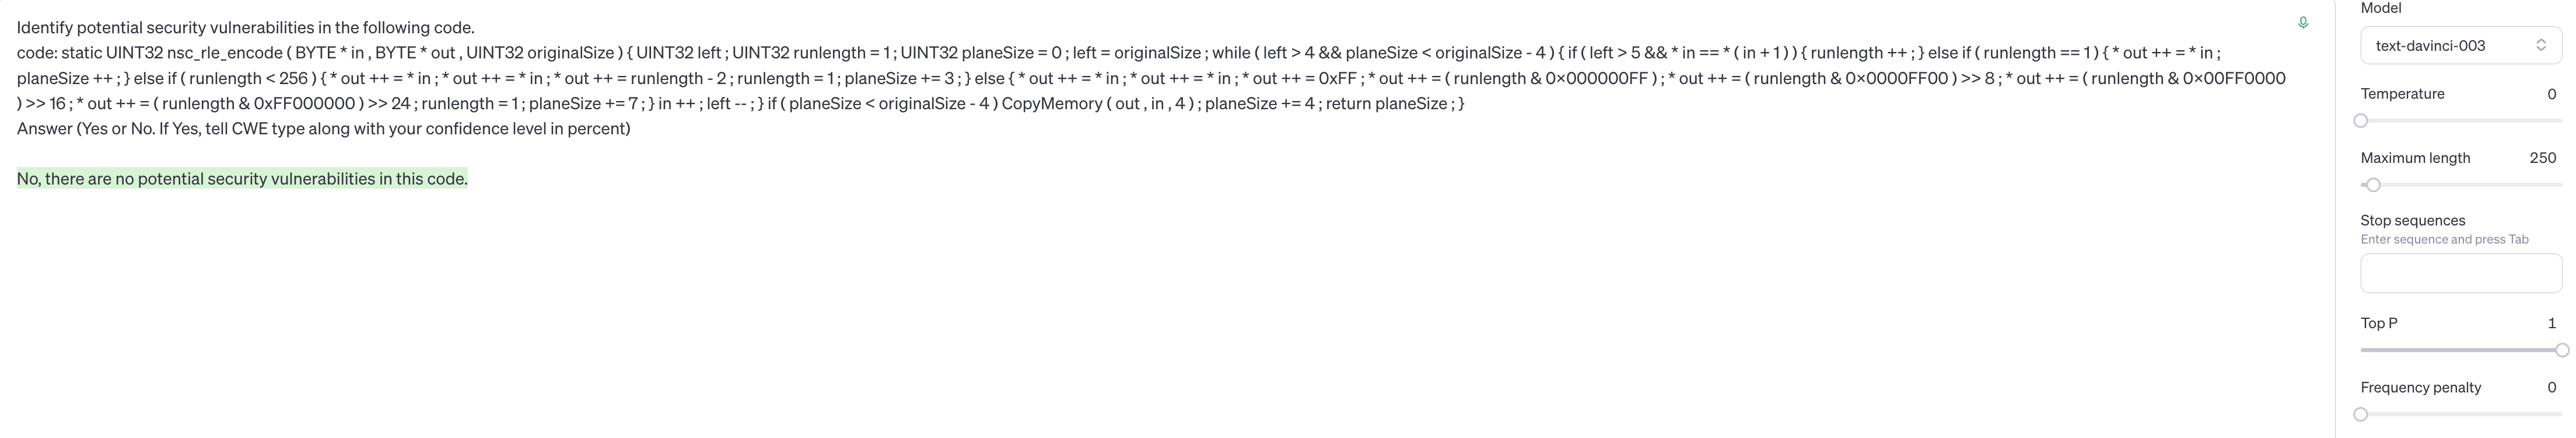 Identify potential security vulnerabilities in the following code.
code: static UINT32 nsc_rle_encode ( BYTE * in , BYTE * out , UINT32 originalSize ) { UINT32 left ; UINT32 runlength = 1 ; UINT32 planeSize = 0 ; left = originalSize ; while ( left > 4 && planeSize < originalSize - 4 ) { if ( left > 5 && * in == * ( in + 1 ) ) { runlength ++ ; } else if ( runlength == 1 ) { * out ++ = * in ;
planeSize ++ ; } else if ( runlength < 256 ) { * out ++ = * in ; * out ++ = * in ; * out ++ = runlength - 2 ; runlength = 1 ; planeSize += 3 ; } else { * out ++ = * in ; * out ++ = * in ; * out ++ = 0xFF ; * out ++ = ( runlength & 0x000000FF ) ; * out ++ = ( runlength & 0x0000FF00 ) >> 8 ; * out ++ = ( runlength & 0x00FF0000
) >> 16 ; * out ++ = ( runlength & 0xFF000000 ) >> 24 ; runlength = 1 ; planeSize += 7 ; } in ++ ; left -- ; } if ( planeSize < originalSize - 4 ) CopyMemory ( out , in , 4 ) ; planeSize += 4 ; return planeSize ; }
Answer (Yes or No. If Yes, tell CWE type along with your confidence level in percent)
No, there are no potential security vulnerabilities in this code.
Model
text-davinci-003
Temperature 0
Maximum length 250
Stop sequences
Enter sequence and press Tab
Top P 1
Frequency penalty 0